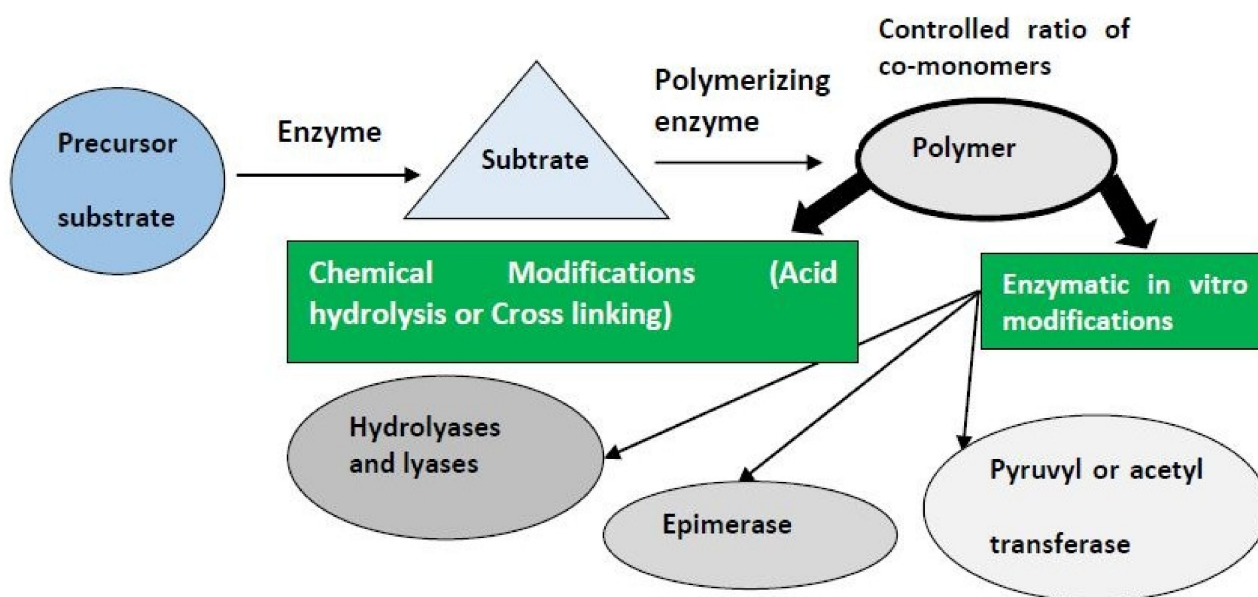 Controlled ratio of
co-monomers
Precursor
substrate
Enzyme
Subtrate
Polymerizing
enzyme
Polymer
Chemical Modifications (Acid
hydrolysis or Cross linking)
Enzymatic in vitro
modifications
Hydrolyases
and lyases
Epimerase
Pyruvyl or acetyl
transferase